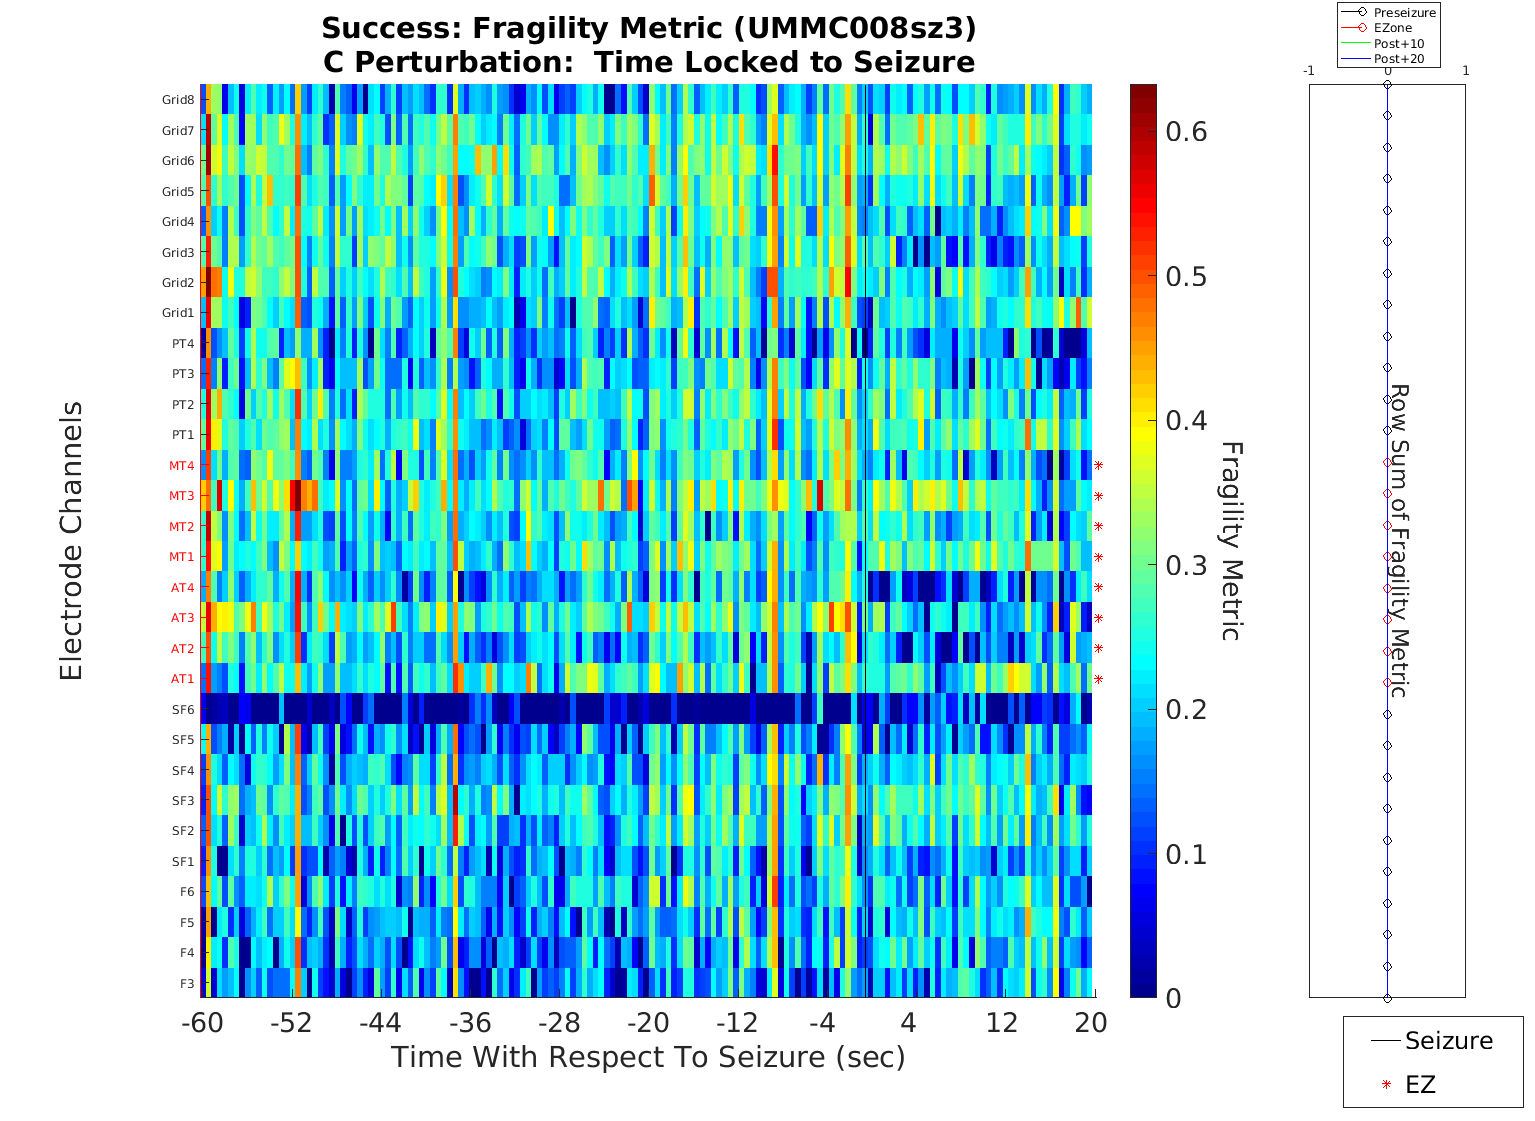 Success: Fragility Metric (UMMC008sz3)
C Perturbation:  Time Locked to Seizure
Preseizure
EZone
Post+10
Post+20
-1
0
1
Grid8
Grid7
Grid6
Grid5
Grid4
Grid3
Grid2
Grid1
PT4
PT3
PT2
PT1
MT4
MT3
MT2
MT1
AT4
AT3
AT2
AT1
SF6
SF5
SF4
SF3
SF2
SF1
F6
F5
F4
F3
Electrode Channels
-60
-52
-44
-36
-28
-20
-12
-4
4
12
20
Time With Respect To Seizure (sec)
0.6
0.5
0.4
0.3
0.2
0.1
0
Fragility Metric
Row Sum of Fragility Metric
Seizure
EZ